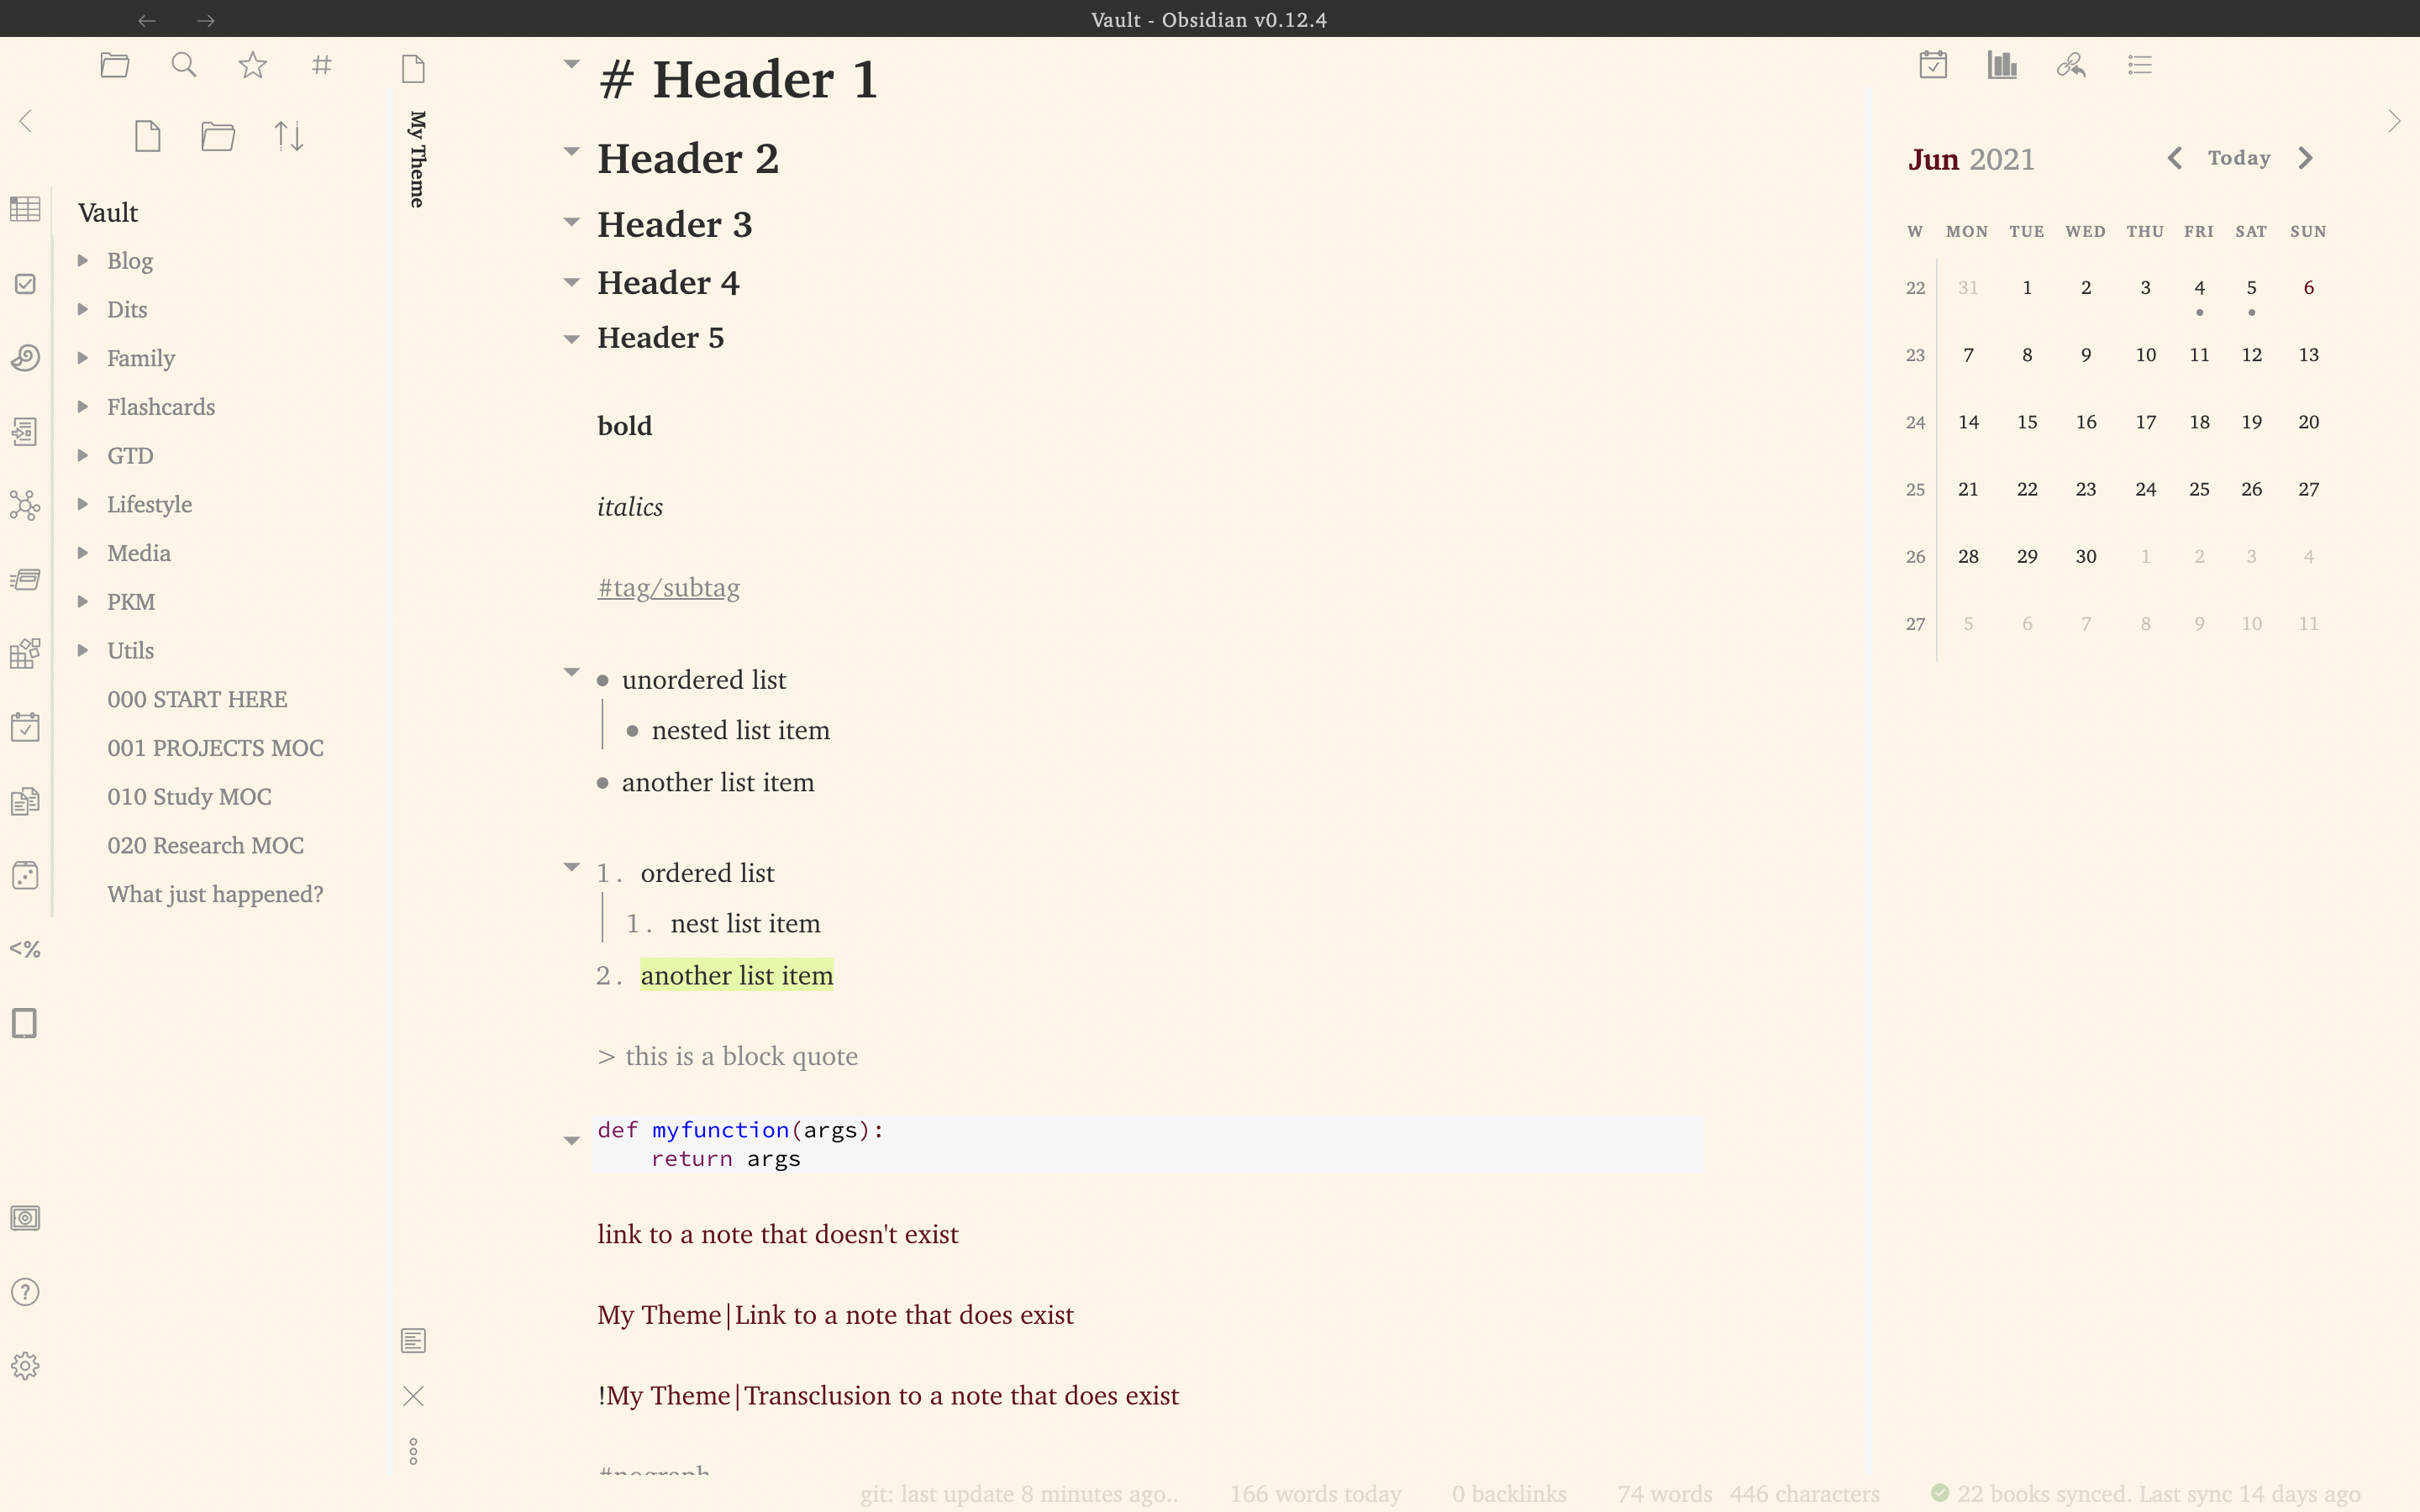 Vault - Obsidian v0.12.4
Vault
Blog
Dits
Family
Flashcards
GTD
Lifestyle
Media
PKM
Utils
000 START HERE
001 PROJECTS MOC
010 Study MOC
020 Research MOC
What just happened?
<%
My Theme
# Header 1
Header 2
Header 3
Header 4
Header 5
bold
italics
#tag/subtag
unordered list
nested list item
another list item
1. ordered list
1. nest list item
2. another list item
> this is a block quote
def myfunction(args):
return args
link to a note that doesn't exist
My Theme|Link to a note that does exist
!My Theme|Transclusion to a note that does exist
#nograph
Jun 2021 Today
W MON TUE WED THU FRI SAT SUN
22 31 1 2 3 4 5 6
23 7 8 9 10 11 12 13
24 14 15 16 17 18 19 20
25 21 22 23 24 25 26 27
26 28 29 30 1 2 3 4
27 5 6 7 8 9 10 11
git: last update 8 minutes ago.. 166 words today 0 backlinks 74 words 446 characters 22 books synced. Last sync 14 days ago